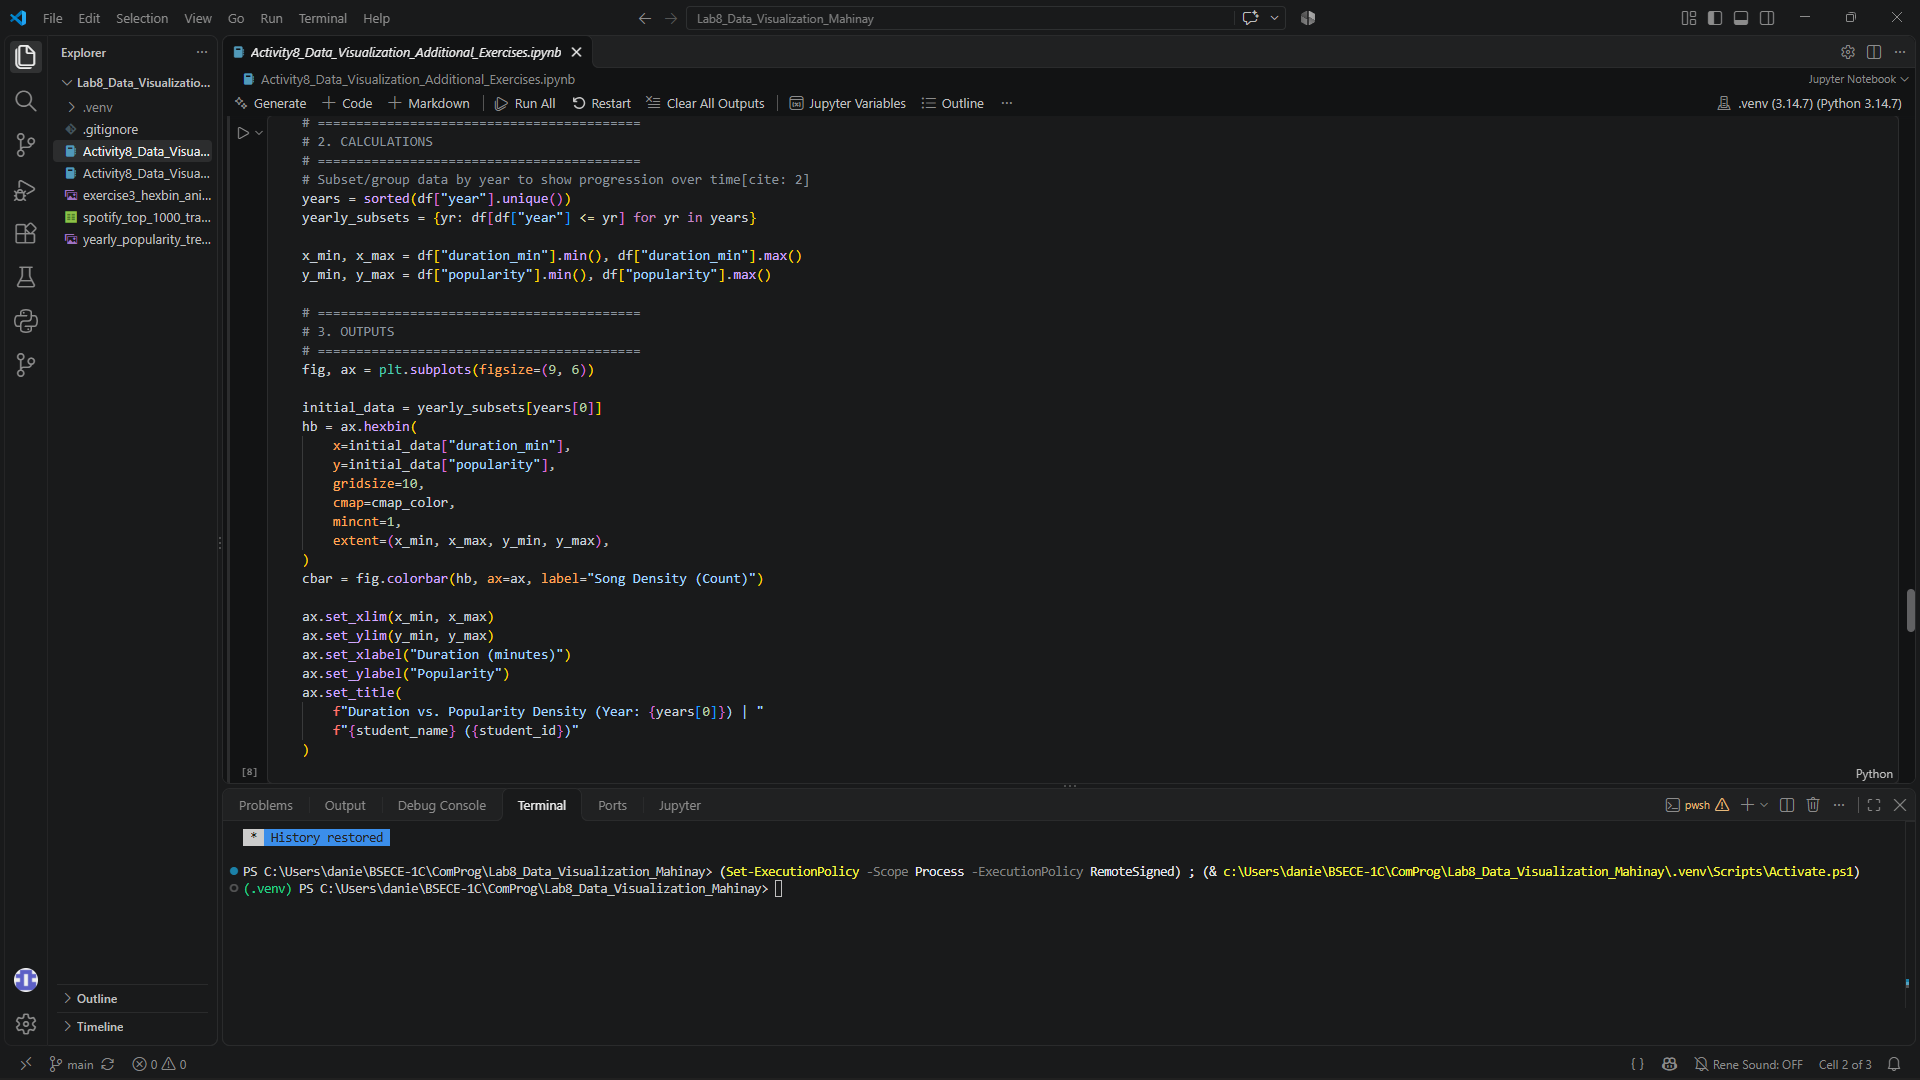 File Edit Selection View Go Run Terminal Help
Lab8_Data_Visualization_Mahinay
Explorer
Lab8_Data_Visualizatio...
.venv
.gitignore
Activity8_Data_Visua...
Activity8_Data_Visua...
exercise3_hexbin_ani...
spotify_top_1000_tra...
yearly_popularity_tre...
Outline
Timeline
Activity8_Data_Visualization_Additional_Exercises.ipynb
Activity8_Data_Visualization_Additional_Exercises.ipynb
Jupyter Notebook
Generate Code Markdown Run All Restart Clear All Outputs Jupyter Variables Outline
.venv (3.14.7) (Python 3.14.7)
# ==========================================
# 2. CALCULATIONS
# ==========================================
# Subset/group data by year to show progression over time[cite: 2]
years = sorted(df["year"].unique())
yearly_subsets = {yr: df[df["year"] <= yr] for yr in years}
x_min, x_max = df["duration_min"].min(), df["duration_min"].max()
y_min, y_max = df["popularity"].min(), df["popularity"].max()
# ==========================================
# 3. OUTPUTS
# ==========================================
fig, ax = plt.subplots(figsize=(9, 6))
initial_data = yearly_subsets[years[0]]
hb = ax.hexbin(
x=initial_data["duration_min"],
y=initial_data["popularity"],
gridsize=10,
cmap=cmap_color,
mincnt=1,
extent=(x_min, x_max, y_min, y_max),
)
cbar = fig.colorbar(hb, ax=ax, label="Song Density (Count)")
ax.set_xlim(x_min, x_max)
ax.set_ylim(y_min, y_max)
ax.set_xlabel("Duration (minutes)")
ax.set_ylabel("Popularity")
ax.set_title(
f"Duration vs. Popularity Density (Year: {years[0]}) | "
f"{student_name} ({student_id})"
)
[8]
Python
Problems Output Debug Console Terminal Ports Jupyter
pwsh
* History restored
PS C:\Users\danie\BSECE-1C\ComProg\Lab8_Data_Visualization_Mahinay> (Set-ExecutionPolicy -Scope Process -ExecutionPolicy RemoteSigned) ; (& c:\Users\danie\BSECE-1C\ComProg\Lab8_Data_Visualization_Mahinay\.venv\Scripts\Activate.ps1)
(.venv) PS C:\Users\danie\BSECE-1C\ComProg\Lab8_Data_Visualization_Mahinay>
main 0 0
{ } Rene Sound: OFF Cell 2 of 3